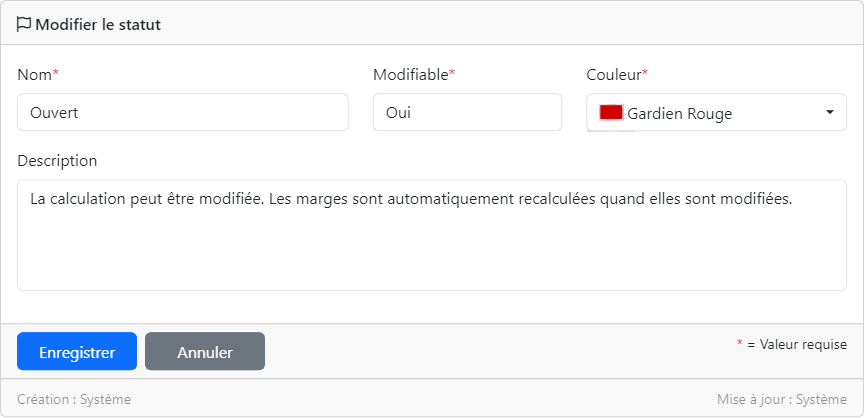 Modifier le statut
Nom* Modifiable* Couleur*
Ouvert Oui Gardien Rouge
Description
La calculation peut être modifiée. Les marges sont automatiquement recalculées quand elles sont modifiées.
Enregistrer Annuler * = Valeur requise
Création : Système Mise à jour : Système